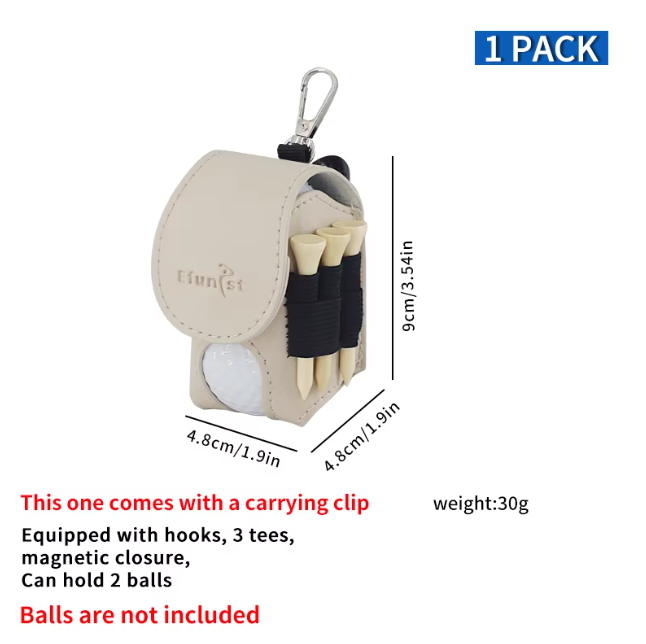 1 PACK
Efunist
9cm/3.54in
4.8cm/1.9in
4.8cm/1.9in
This one comes with a carrying clip
weight:30g
Equipped with hooks, 3 tees,
magnetic closure,
Can hold 2 balls
Balls are not included